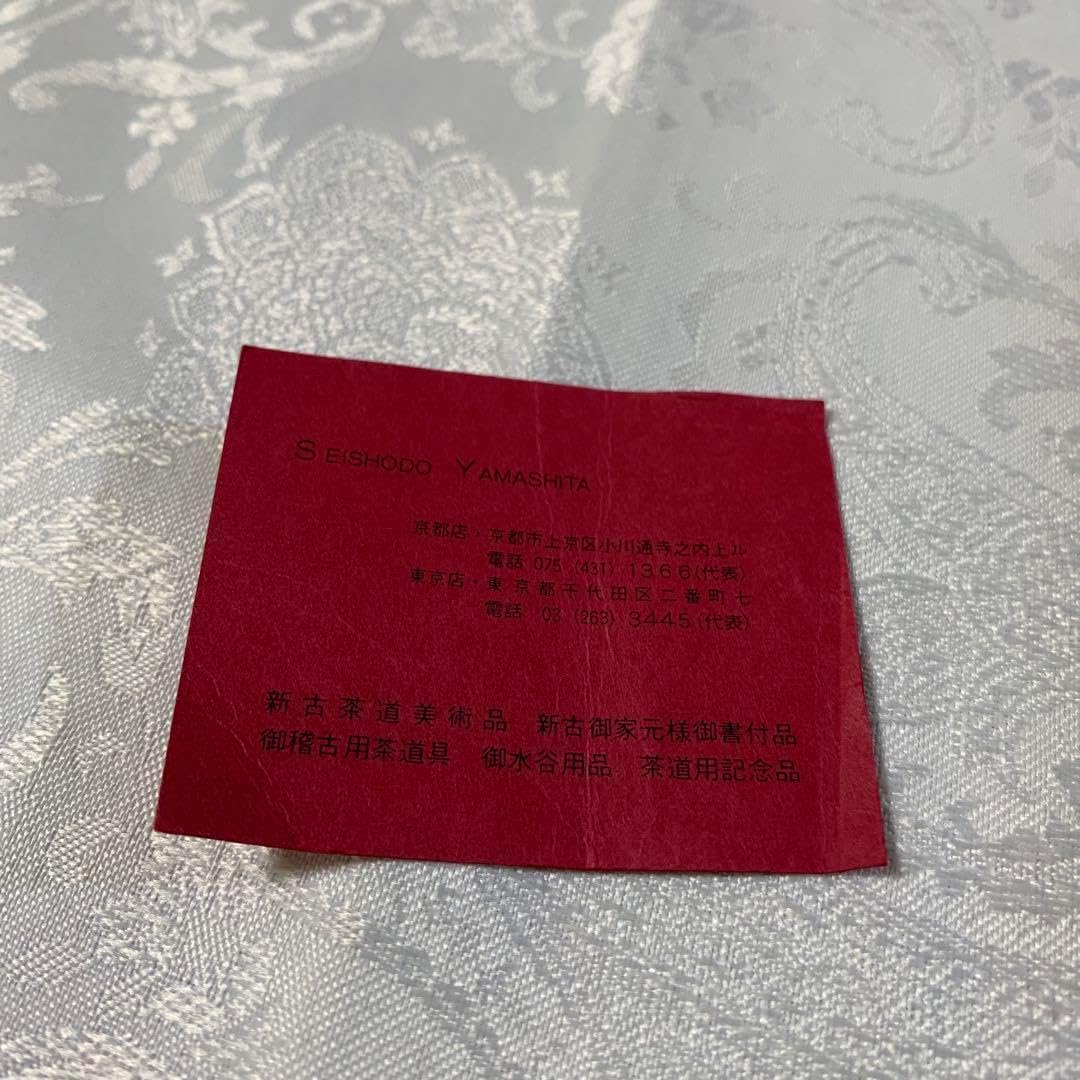 SEISHODO YAMASHITA
京都店・京都市上京区小川通寺之内上ル
電話 075 (431) 1366(代表)
東京店・東京都千代田区二番町七
電話 03 (263) 3445(代表)
新古茶道美術品 新古御家元様御書付品
御稽古用茶道具 御水谷用品 茶道用記念品